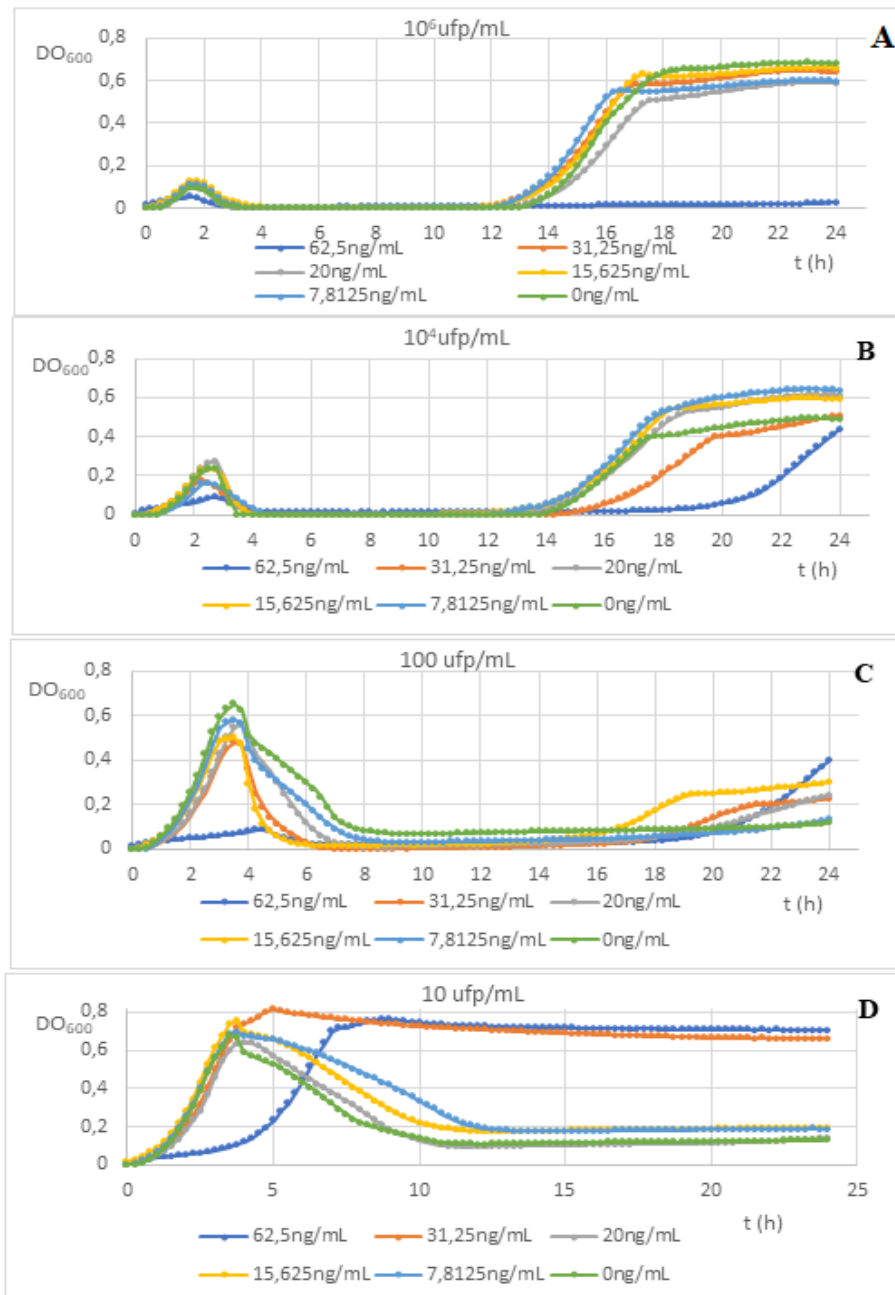 10⁶ufp/mL
A
DO₆₀₀
0,8
0,6
0,4
0,2
0
0 2 4 6 8 10 12 14 16 18 20 22 24
t (h)
62,5ng/mL 31,25ng/mL
20ng/mL 15,625ng/mL
7,8125ng/mL 0ng/mL
10⁴ufp/mL
B
DO₆₀₀
0,8
0,6
0,4
0,2
0
0 2 4 6 8 10 12 14 16 18 20 22 24
t (h)
62,5ng/mL 31,25ng/mL 20ng/mL
15,625ng/mL 7,8125ng/mL 0ng/mL
100 ufp/mL
C
DO₆₀₀
0,8
0,6
0,4
0,2
0
0 2 4 6 8 10 12 14 16 18 20 22 24
t (h)
62,5ng/mL 31,25ng/mL 20ng/mL
15,625ng/mL 7,8125ng/mL 0ng/mL
10 ufp/mL
D
DO₆₀₀
0,8
0,6
0,4
0,2
0
0 5 10 15 20 25
t (h)
62,5ng/mL 31,25ng/mL 20ng/mL
15,625ng/mL 7,8125ng/mL 0ng/mL